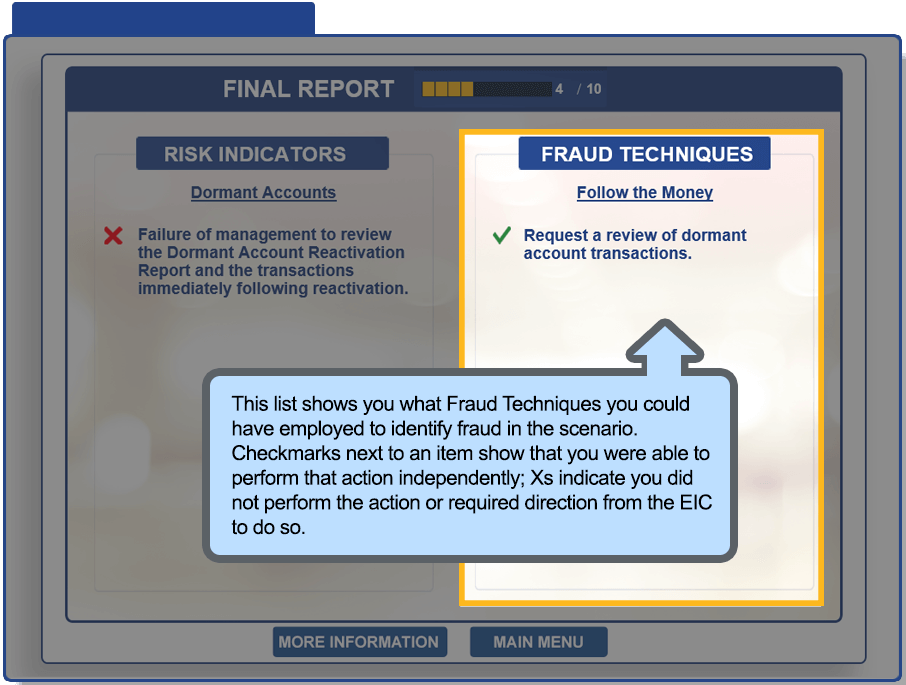 FINAL REPORT
4 / 10
RISK INDICATORS
Dormant Accounts
Failure of management to review
the Dormant Account Reactivation
Report and the transactions
immediately following reactivation.
FRAUD TECHNIQUES
Follow the Money
Request a review of dormant
account transactions.
This list shows you what Fraud Techniques you could
have employed to identify fraud in the scenario.
Checkmarks next to an item show that you were able to
perform that action independently; Xs indicate you did
not perform the action or required direction from the EIC
to do so.
MORE INFORMATION
MAIN MENU